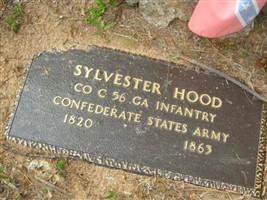 SYLVESTER HOOD
CO C 56 GA INFANTRY
CONFEDERATE STATES ARMY
1820 1863